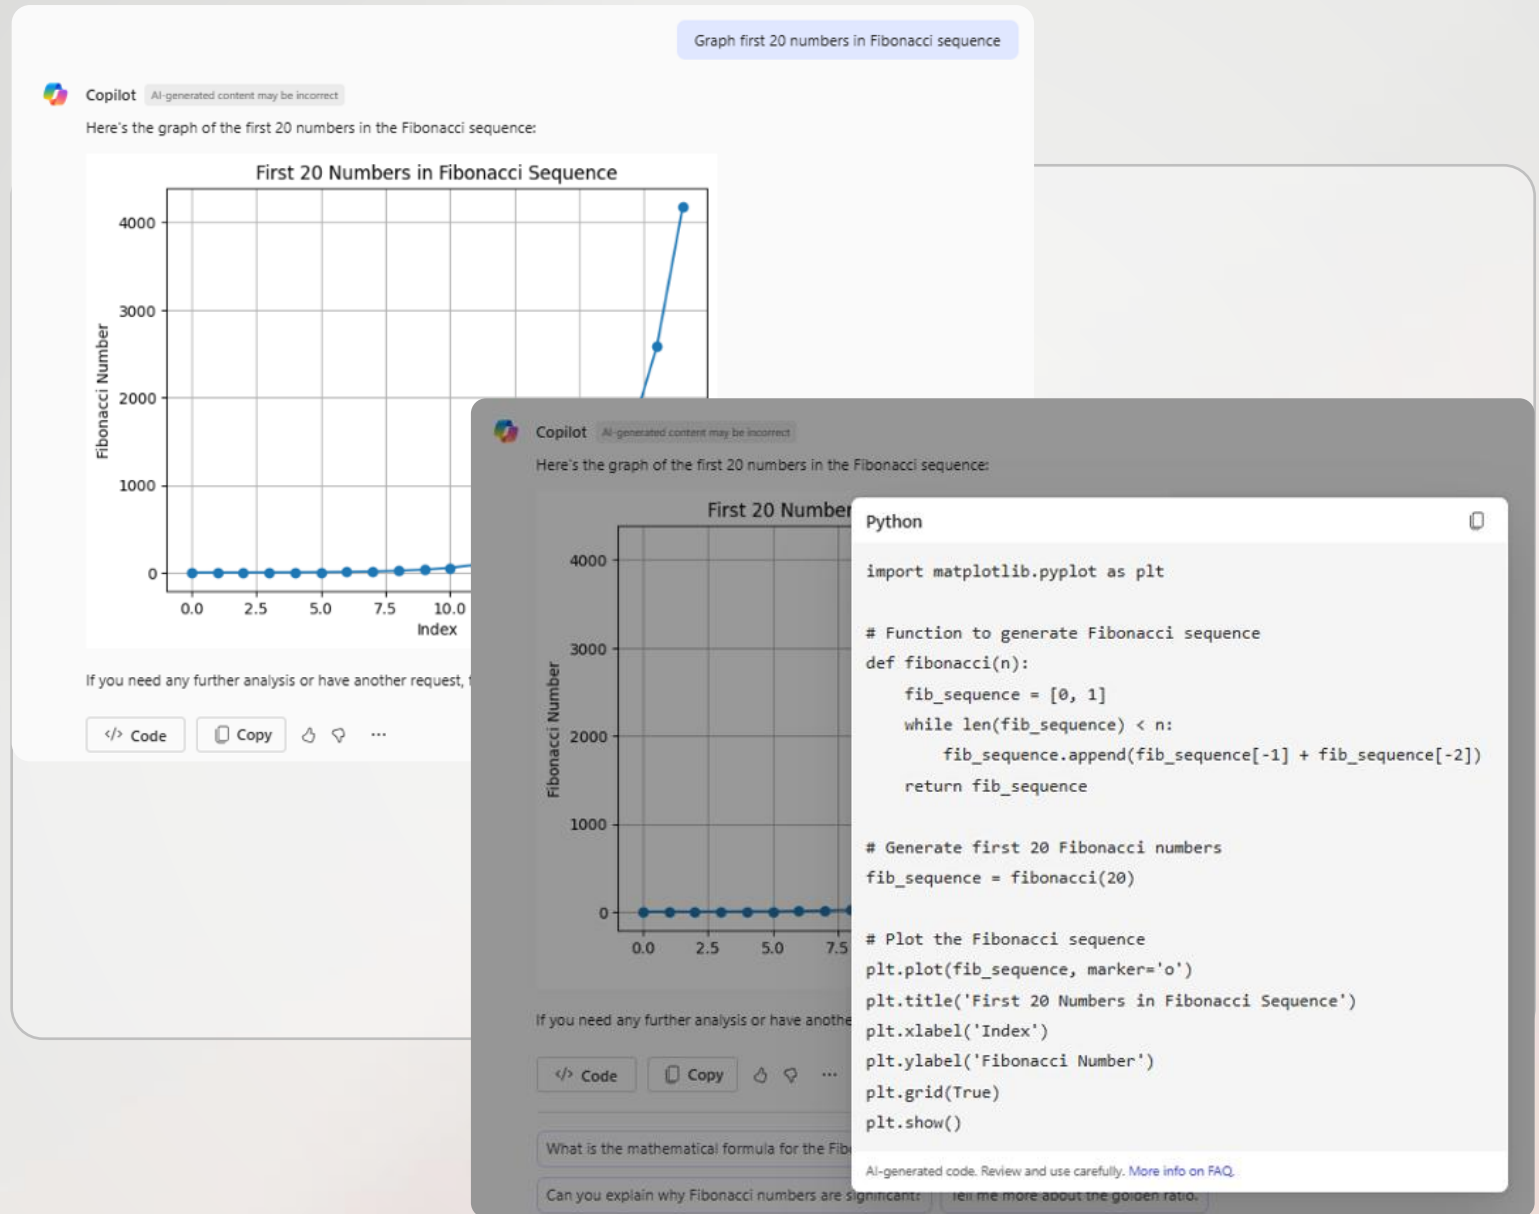 Graph first 20 numbers in Fibonacci sequence
Copilot AI-generated content may be incorrect
Here's the graph of the first 20 numbers in the Fibonacci sequence:
First 20 Numbers in Fibonacci Sequence
4000
3000
2000
1000
0
Fibonacci Number
0.0 2.5 5.0 7.5 10.0
Index
If you need any further analysis or have another request,
</> Code Copy ...
Copilot AI-generated content may be incorrect
Here's the graph of the first 20 numbers in the Fibonacci sequence:
First 20 Number
4000
3000
2000
1000
0
Fibonacci Number
0.0 2.5 5.0 7.5
If you need any further analysis or have anothe
</> Code Copy ...
What is the mathematical formula for the Fib
Can you explain why Fibonacci numbers are significant? Tell me more about the golden ratio.
Python
import matplotlib.pyplot as plt
# Function to generate Fibonacci sequence
def fibonacci(n):
    fib_sequence = [0, 1]
    while len(fib_sequence) < n:
        fib_sequence.append(fib_sequence[-1] + fib_sequence[-2])
    return fib_sequence
# Generate first 20 Fibonacci numbers
fib_sequence = fibonacci(20)
# Plot the Fibonacci sequence
plt.plot(fib_sequence, marker='o')
plt.title('First 20 Numbers in Fibonacci Sequence')
plt.xlabel('Index')
plt.ylabel('Fibonacci Number')
plt.grid(True)
plt.show()
AI-generated code. Review and use carefully. More info on FAQ.